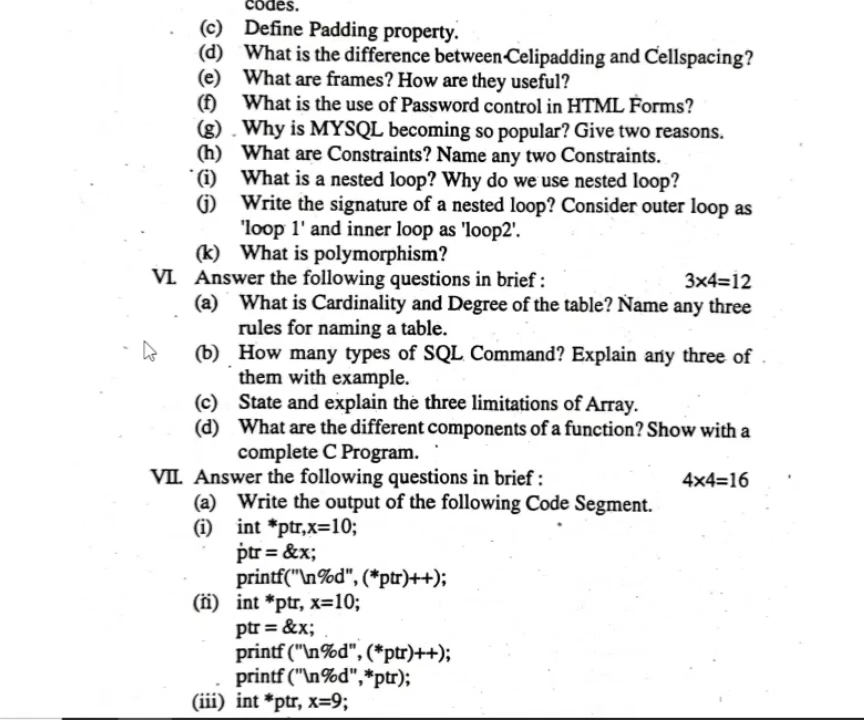 codes.
(c) Define Padding property.
(d) What is the difference between Celipadding and Cellspacing?
(e) What are frames? How are they useful?
(f) What is the use of Password control in HTML Forms?
(g) Why is MYSQL becoming so popular? Give two reasons.
(h) What are Constraints? Name any two Constraints.
(i) What is a nested loop? Why do we use nested loop?
(j) Write the signature of a nested loop? Consider outer loop as
'loop 1' and inner loop as 'loop2'.
(k) What is polymorphism?
VI. Answer the following questions in brief : 3x4=12
(a) What is Cardinality and Degree of the table? Name any three
rules for naming a table.
(b) How many types of SQL Command? Explain any three of
them with example.
(c) State and explain the three limitations of Array.
(d) What are the different components of a function? Show with a
complete C Program.
VII. Answer the following questions in brief : 4x4=16
(a) Write the output of the following Code Segment.
(i) int *ptr,x=10;
ptr = &x;
printf("\n%d", (*ptr)++);
(ii) int *ptr, x=10;
ptr = &x;
printf ("\n%d", (*ptr)++);
printf ("\n%d",*ptr);
(iii) int *ptr, x=9;